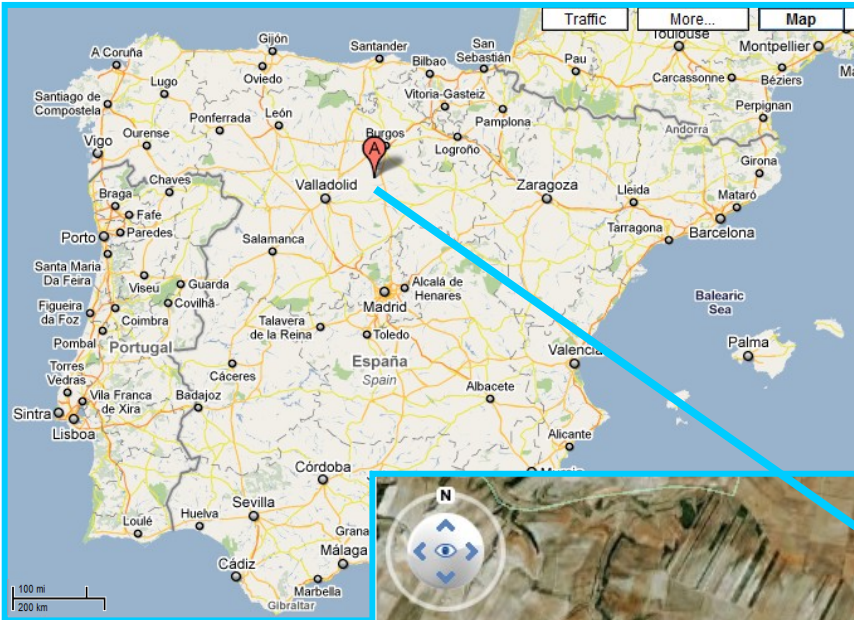 Traffic More... Map
Gijón
Santander
San
Sebastián
Toulouse
Montpellier
A Coruña
Oviedo
Bilbao
Pau
Béziers
Carcassonne
Lugo
Vitoria-Gasteiz
Santiago de
Compostela
Ponferrada
León
Pamplona
Perpignan
Vigo
Ourense
Burgos
Logroño
Andorra
A
Girona
Chaves
Valladolid
Zaragoza
Lleida
Mataró
Braga
Fafe
Barcelona
Porto
Paredes
Tarragona
Salamanca
Santa Maria
Da Feira
Viseu
Guarda
Alcalá de
Henares
Madrid
Covilhã
Balearic
Sea
Figueira
da Foz
Coimbra
Talavera
de la Reina
Toledo
Pombal
Portugal
España
Spain
Valencia
Palma
Torres
Vedras
Cáceres
Albacete
Vila Franca
de Xira
Badajoz
Sintra
Lisboa
Alicante
Córdoba
Sevilla
N
Loulé
Huelva
Málaga
Cádiz
Marbella
Gibraltar
100 mi
200 km